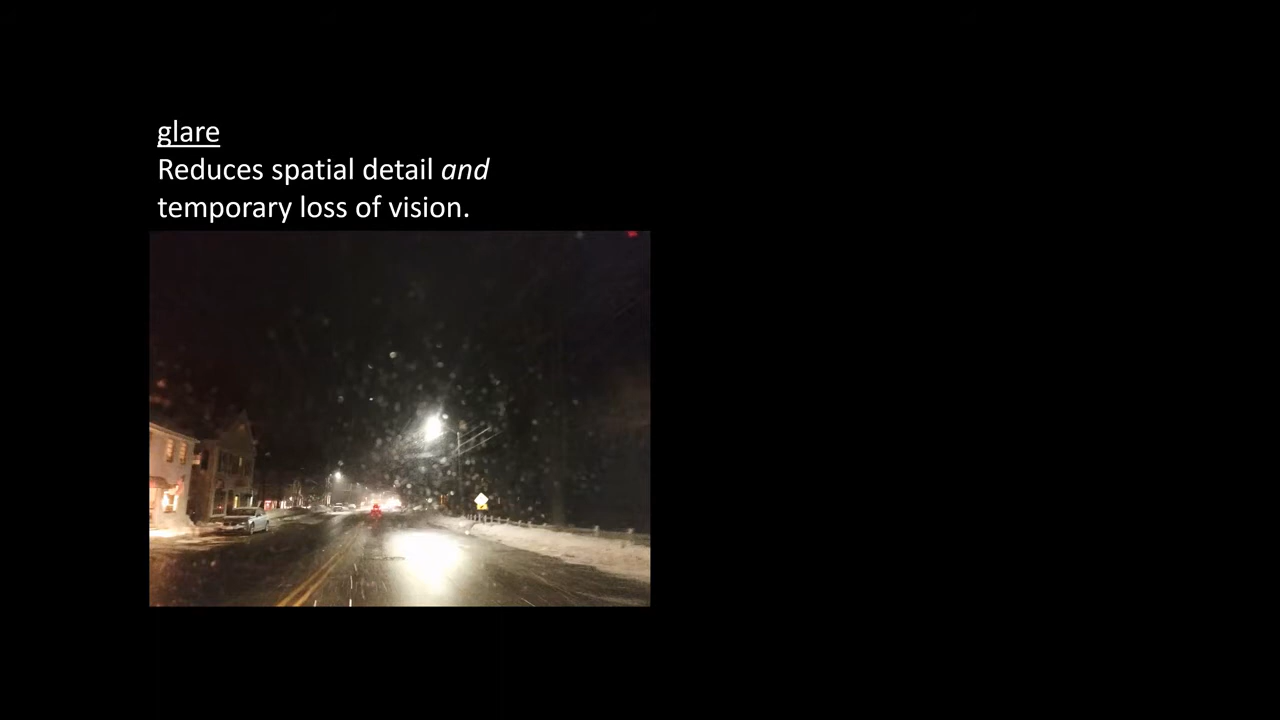 glare
Reduces spatial detail and
temporary loss of vision.